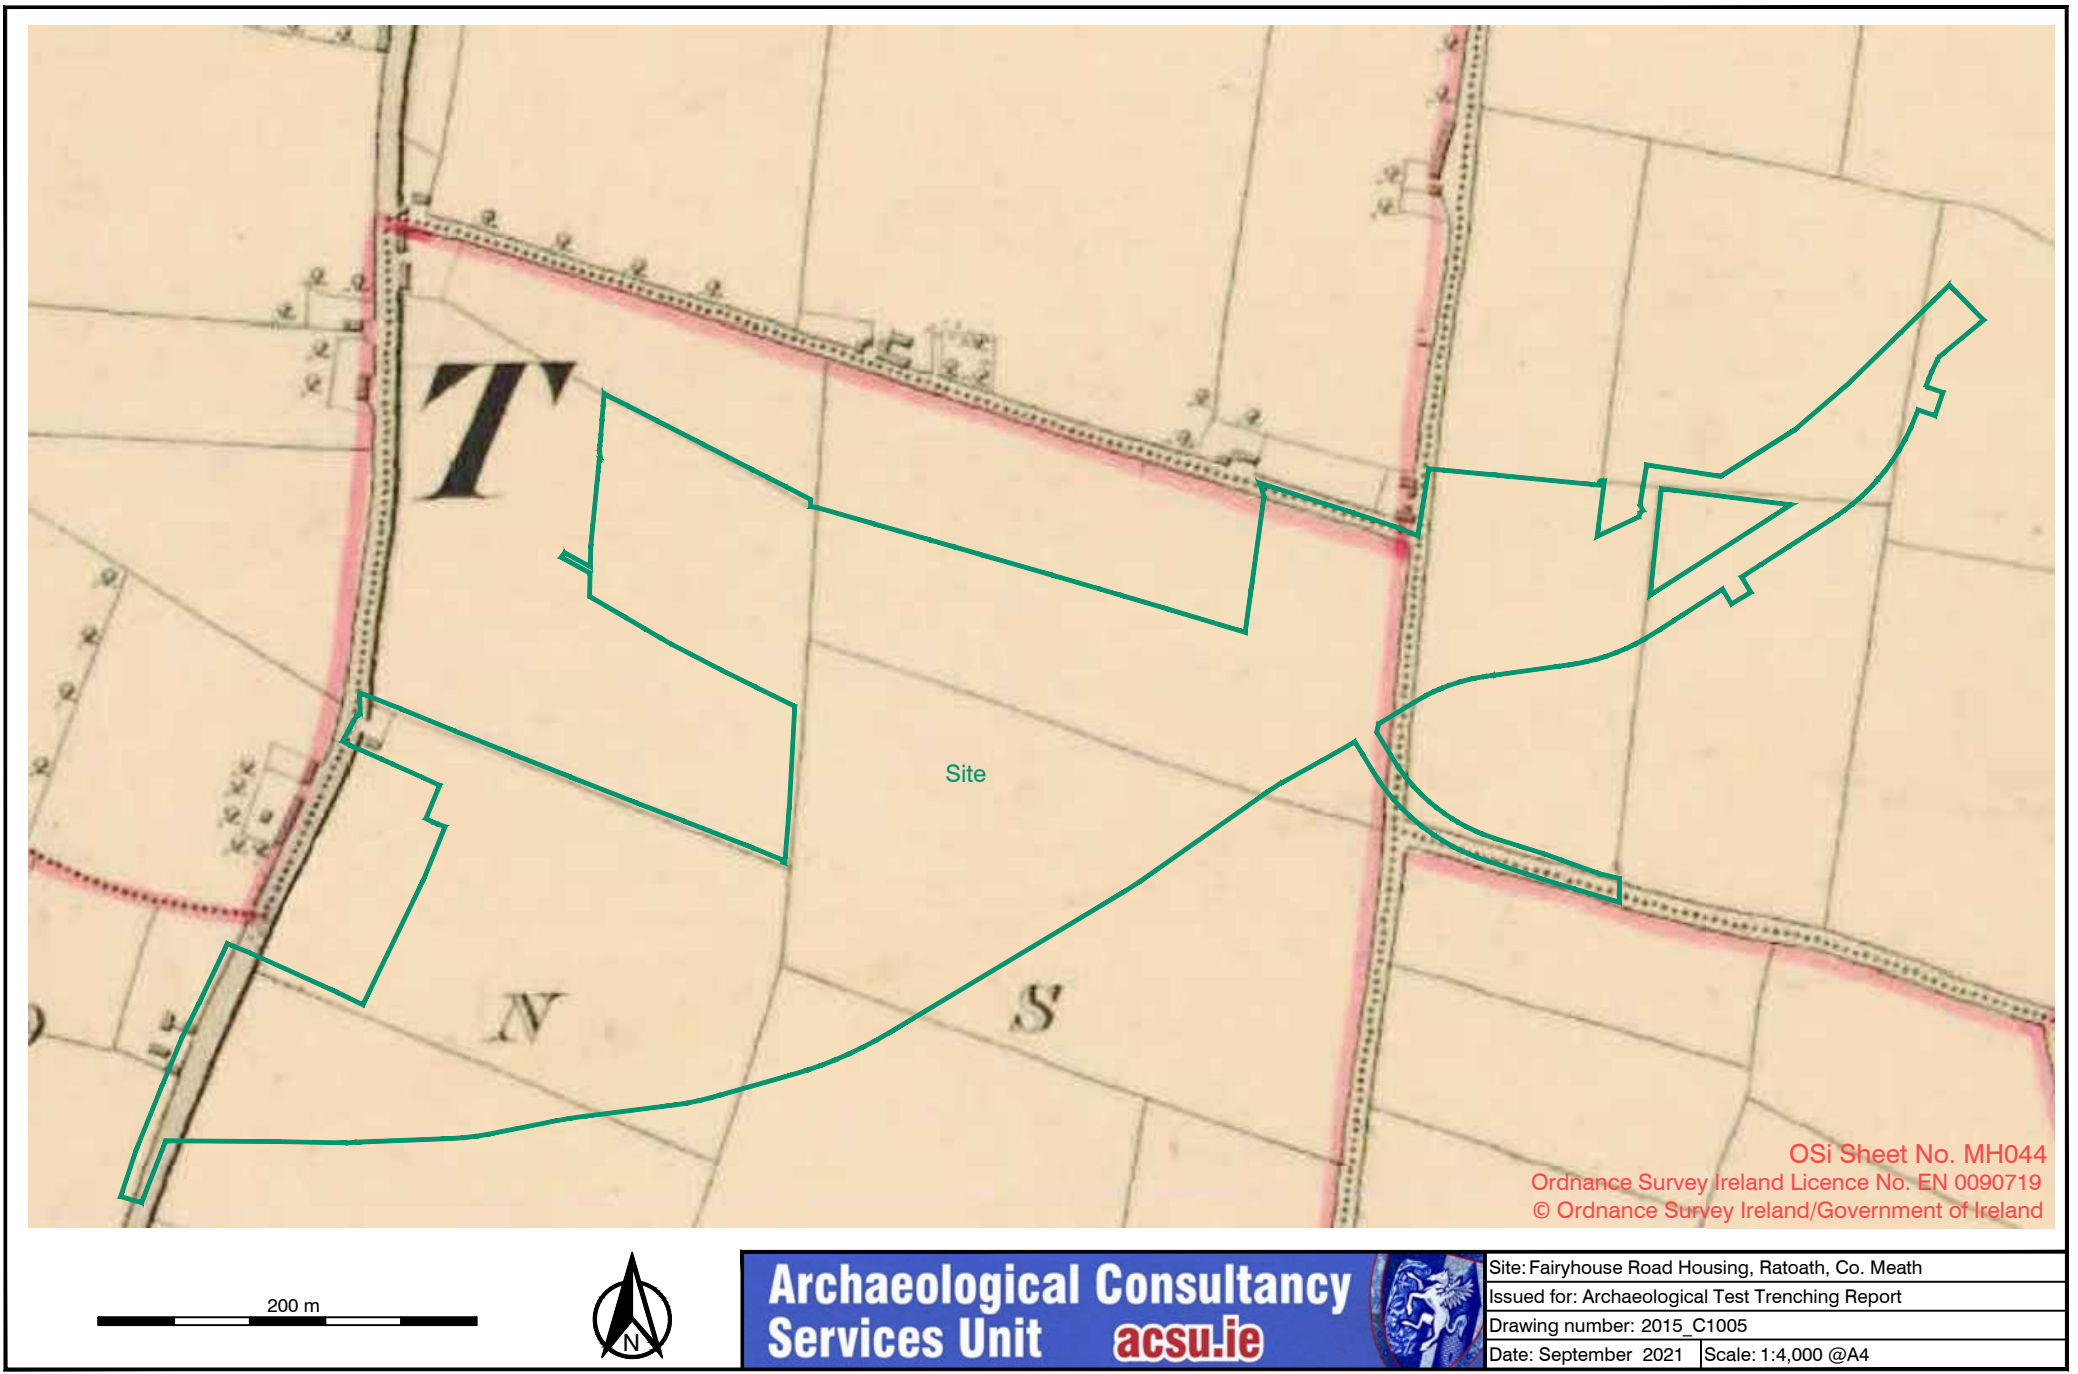 T
Site
N
S
OSi Sheet No. MH044
Ordnance Survey Ireland Licence No. EN 0090719
© Ordnance Survey Ireland/Government of Ireland
200 m
N
Archaeological Consultancy
Services Unit acsu.ie
Site: Fairyhouse Road Housing, Ratoath, Co. Meath
Issued for: Archaeological Test Trenching Report
Drawing number: 2015_C1005
Date: September 2021 Scale: 1:4,000 @A4